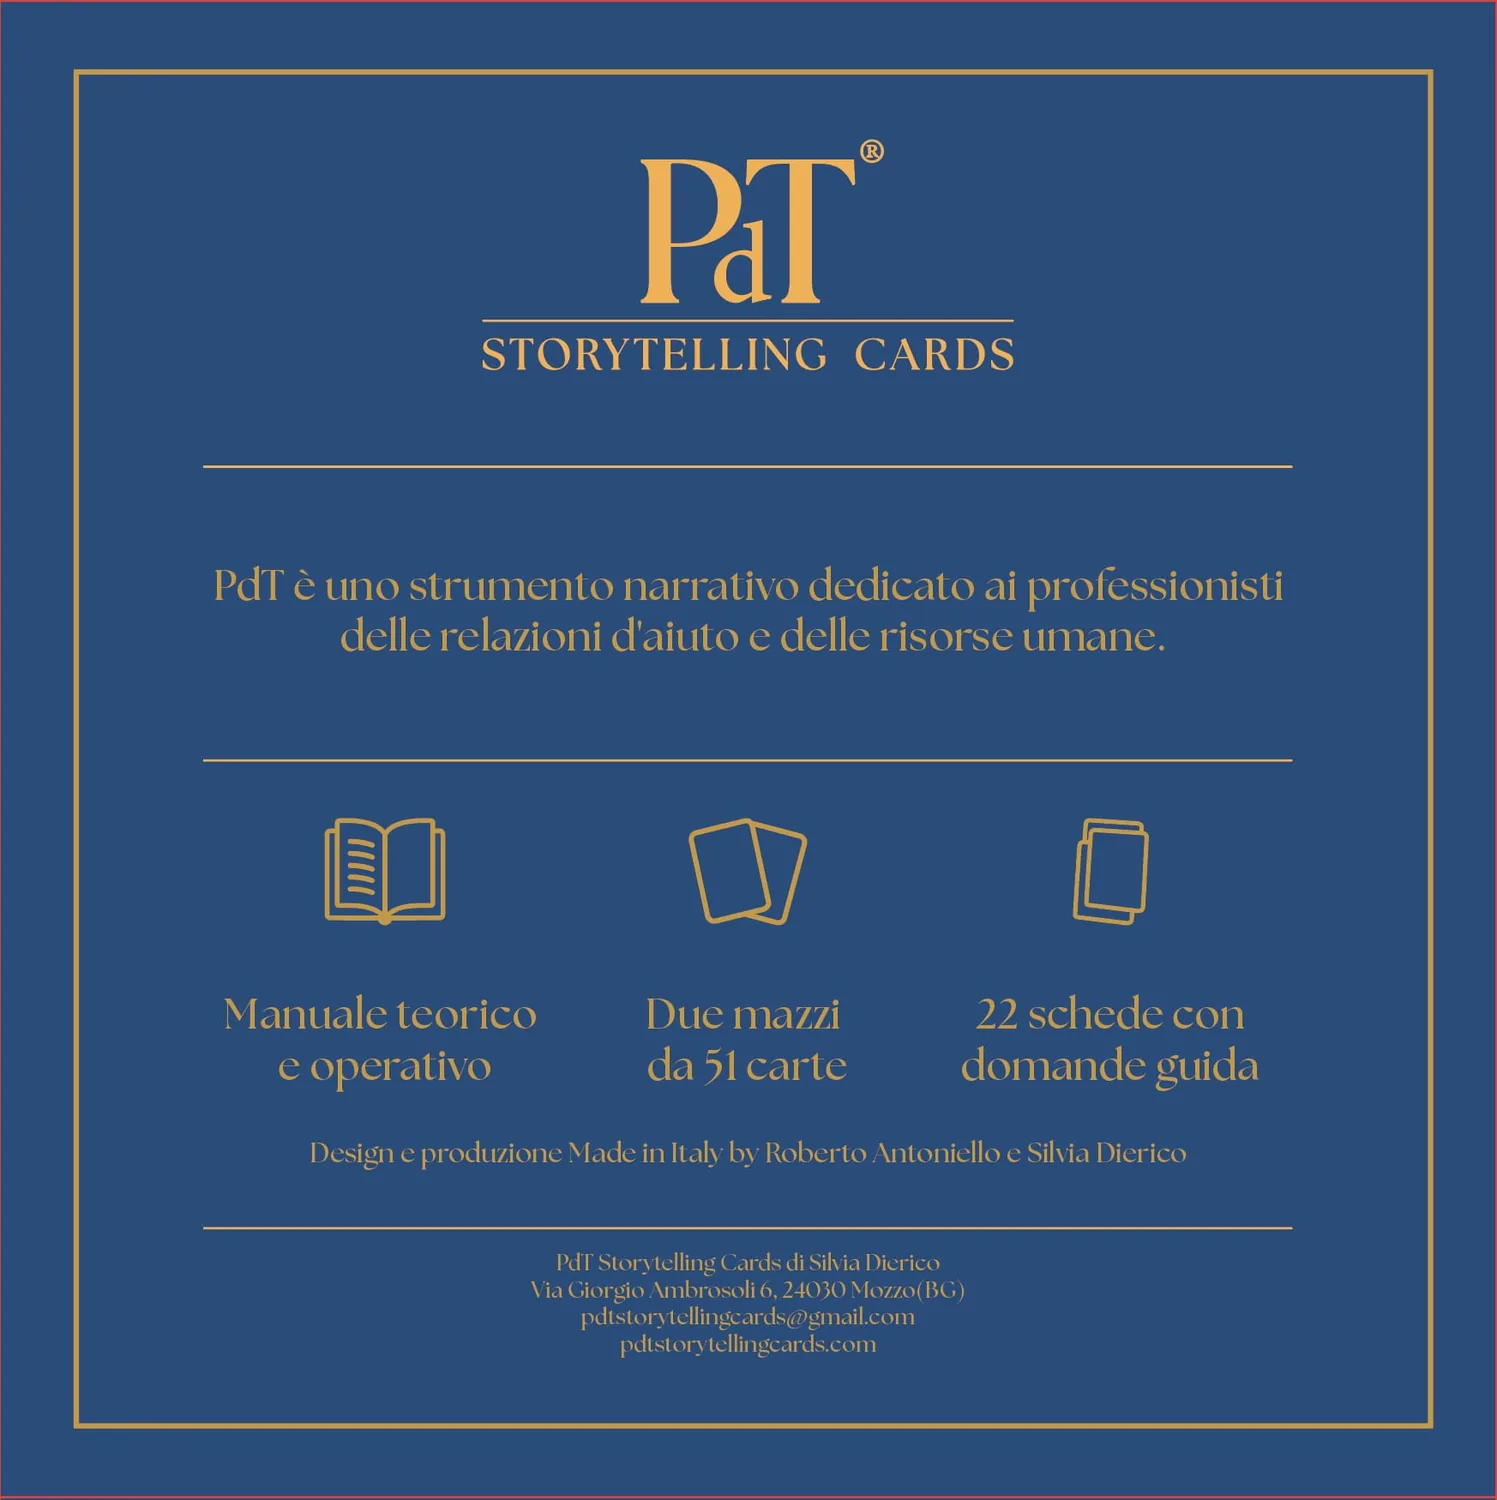 PdT®
STORYTELLING CARDS
PdT è uno strumento narrativo dedicato ai professionisti
delle relazioni d'aiuto e delle risorse umane.
Manuale teorico
e operativo
Due mazzi
da 51 carte
22 schede con
domande guida
Design e produzione Made in Italy by Roberto Antoniello e Silvia Dierico
PdT Storytelling Cards di Silvia Dierico
Via Giorgio Ambrosoli 6, 24030 Mozzo(BG)
pdtstorytellingcards@gmail.com
pdtstorytellingcards.com